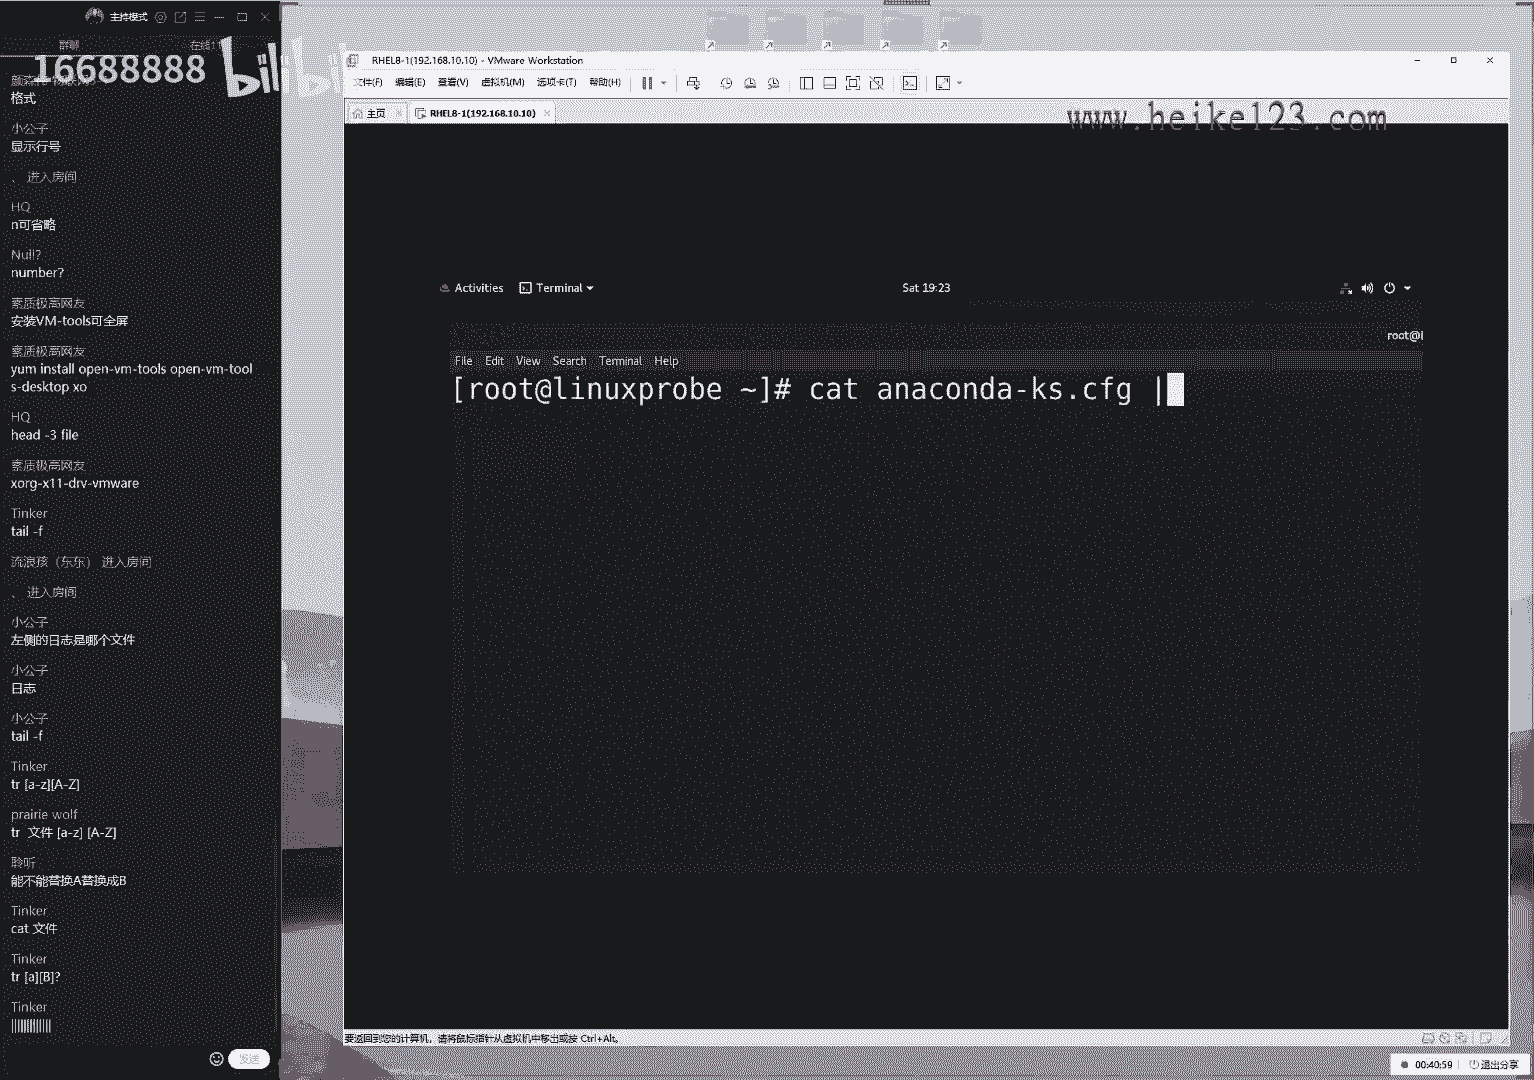 主持模式
群聊
16688888
格式
小公子
显示行号
、 进入房间
HQ
n可省略
Null?
number?
素质极高网友
安装VM-tools可全屏
素质极高网友
yum install open-vm-tools open-vm-tool
s-desktop xo
HQ
head -3 file
素质极高网友
xorg-x11-drv-vmware
Tinker
tail -f
流浪孩（东东） 进入房间
、 进入房间
小公子
左侧的日志是哪个文件
小公子
日志
小公子
tail -f
Tinker
tr [a-z][A-Z]
prairie wolf
tr 文件 [a-z] [A-Z]
聆听
能不能替换A替换成B
Tinker
cat 文件
Tinker
tr [a][B]?
Tinker
||||||||||||
发送
RHEL8-1(192.168.10.10) - VMware Workstation
文件(F) 编辑(E) 查看(V) 虚拟机(M) 选项卡(T) 帮助(H)
主页 RHEL8-1(192.168.10.10)
www.heike123.com
Activities Terminal Sat 19:23
root@l
File Edit View Search Terminal Help
[root@linuxprobe ~]# cat anaconda-ks.cfg |
要返回到您的计算机，请将鼠标指针从虚拟机中移出或按 Ctrl+Alt。
00:40:59 退出分享